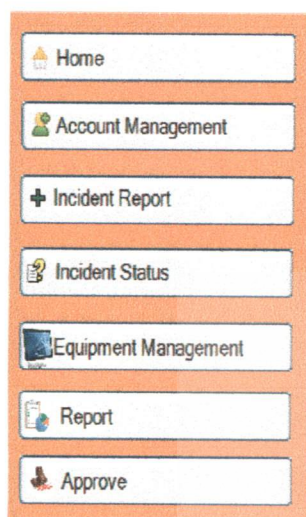 Home
Account Management
Incident Report
Incident Status
Equipment Management
Report
Approve